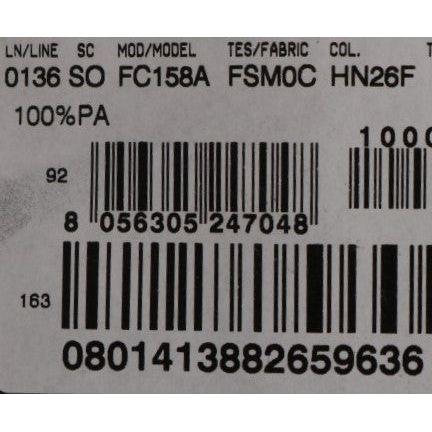 LN/LINE SC MOD/MODEL TES/FABRIC COL.
0136 SO FC158A FSM0C HN26F
100%PA
1000
92
8 056305 247048
163
0801413882659636